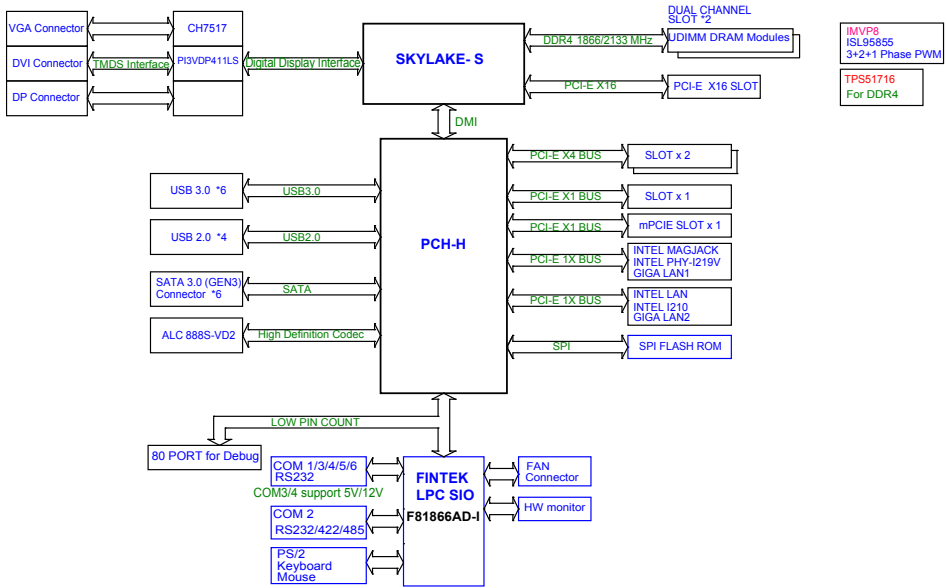 VGA Connector
CH7517
DVI Connector
TMDS Interface
PI3VDP411LS
Digital Display Interface
DP Connector
SKYLAKE- S
DDR4 1866/2133 MHz
DUAL CHANNEL
SLOT *2
UDIMM DRAM Modules
PCI-E X16
PCI-E X16 SLOT
IMVP8
ISL95855
3+2+1 Phase PWM
TPS51716
For DDR4
DMI
PCH-H
USB 3.0 *6
USB3.0
USB 2.0 *4
USB2.0
SATA 3.0 (GEN3)
Connector *6
SATA
ALC 888S-VD2
High Definition Codec
PCI-E X4 BUS
SLOT x 2
PCI-E X1 BUS
SLOT x 1
PCI-E X1 BUS
mPCIE SLOT x 1
PCI-E 1X BUS
INTEL MAGJACK
INTEL PHY-I219V
GIGA LAN1
PCI-E 1X BUS
INTEL LAN
INTEL I210
GIGA LAN2
SPI
SPI FLASH ROM
LOW PIN COUNT
80 PORT for Debug
COM 1/3/4/5/6
RS232
COM3/4 support 5V/12V
COM 2
RS232/422/485
PS/2
Keyboard
Mouse
FINTEK
LPC SIO
F81866AD-I
FAN
Connector
HW monitor